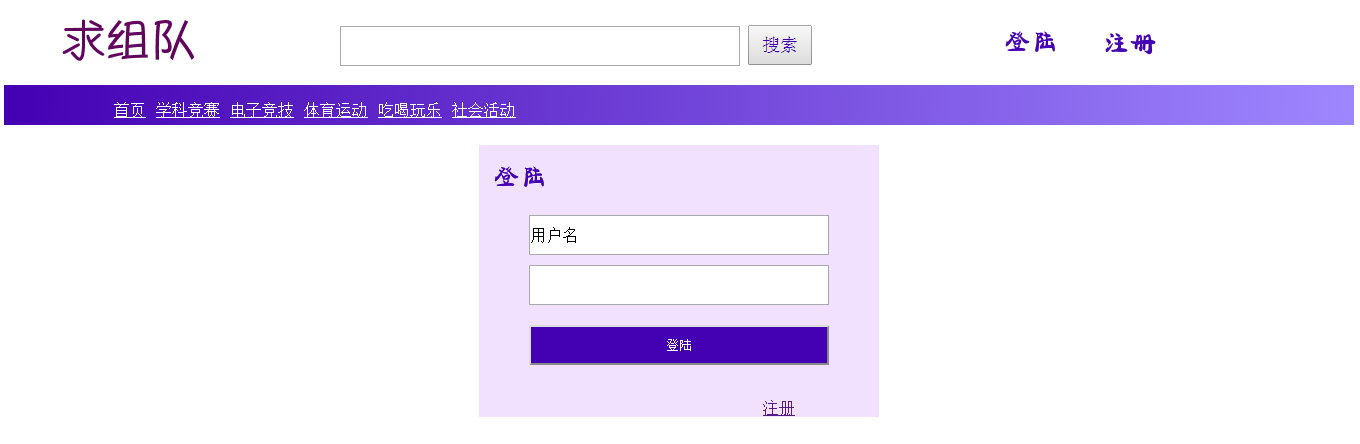 求组队
搜索
登陆 注册
首页 学科竞赛 电子竞技 体育运动 吃喝玩乐 社会活动
登陆
用户名
登陆
注册